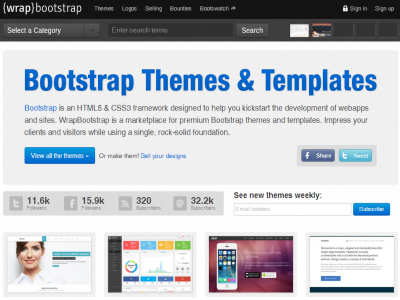 {wrap}bootstrap Themes Logos Selling Bounties Bootswatch Sign in Sign up
Select a Category Enter search terms Search
Bootstrap Themes & Templates
Bootstrap is an HTML5 & CSS3 framework designed to help you kickstart the development of webapps
and sites. WrapBootstrap is a marketplace for premium Bootstrap themes and templates. Impress your
clients and visitors while using a single, rock-solid foundation.
View all the themes Or make them! Sell your designs
Share Tweet
11.6k
Followers
15.9k
Followers
320
Subscribers
32.2k
Subscribers
See new themes weekly:
E-mail address Subscribe